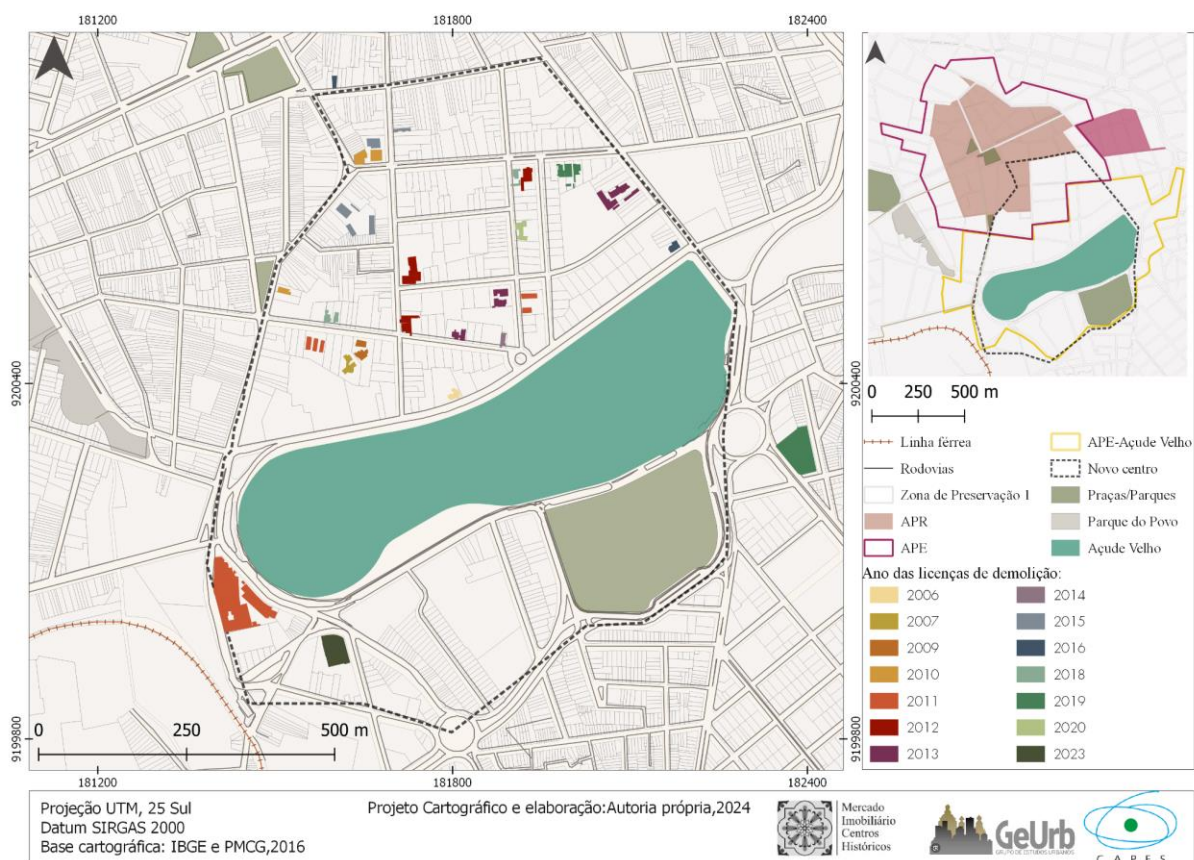 181200
181800
182400
9200400
9199800
9200400
9199800
0 250 500 m
181200
181800
182400
0 250 500 m
Linha férrea
Rodovias
Zona de Preservação I
APR
APE
APE-Açude Velho
Novo centro
Praças/Parques
Parque do Povo
Açude Velho
Ano das licenças de demolição:
2006
2007
2009
2010
2011
2012
2013
2014
2015
2016
2018
2019
2020
2023
Projeção UTM, 25 Sul
Datum SIRGAS 2000
Base cartográfica: IBGE e PMCG,2016
Projeto Cartográfico e elaboração:Autoria própria,2024
Mercado
Imobiliário
Centros
Históricos
GeUrb
GRUPO DE ESTUDOS URBANOS
CAPES